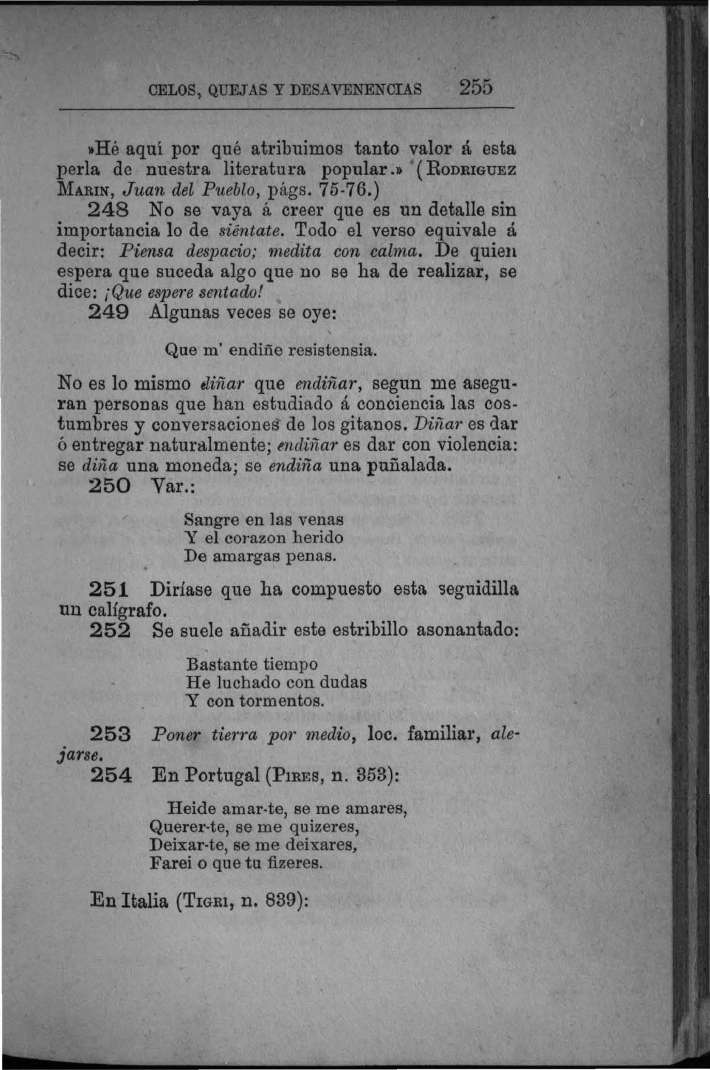 CELOS, QUEJAS Y DESAVENENCIAS 255
»Hé aquí por qué atribuimos tanto valor á esta
perla de nuestra literatura popular.» (RODRIGUEZ
MARIN, Juan del Pueblo, págs. 75-76.)
248 No se vaya á creer que es un detalle sin
importancia lo de siéntate. Todo el verso equivale á
decir: Piensa despacio; medita con calma. De quien
espera que suceda algo que no se ha de realizar, se
dice: ¡Que espere sentado!
249 Algunas veces se oye:
Que m' endiñe resistensia.
No es lo mismo diñar que endiñar, segun me asegu-
ran personas que han estudiado á conciencia las cos-
tumbres y conversaciones de los gitanos. Diñar es dar
ó entregar naturalmente; endiñar es dar con violencia:
se diña una moneda; se endiña una puñalada.
250 Var.:
Sangre en las venas
Y el corazon herido
De amargas penas.
251 Diríase que ha compuesto esta seguidilla
un calígrafo.
252 Se suele añadir este estribillo asonantado:
Bastante tiempo
He luchado con dudas
Y con tormentos.
253 Poner tierra por medio, loc. familiar, ale-
jarse.
254 En Portugal (PIRES, n. 353):
Heide amar-te, se me amares,
Querer-te, se me quizeres,
Deixar-te, se me deixares,
Farei o que tu fizeres.
En Italia (TIGRI, n. 839):